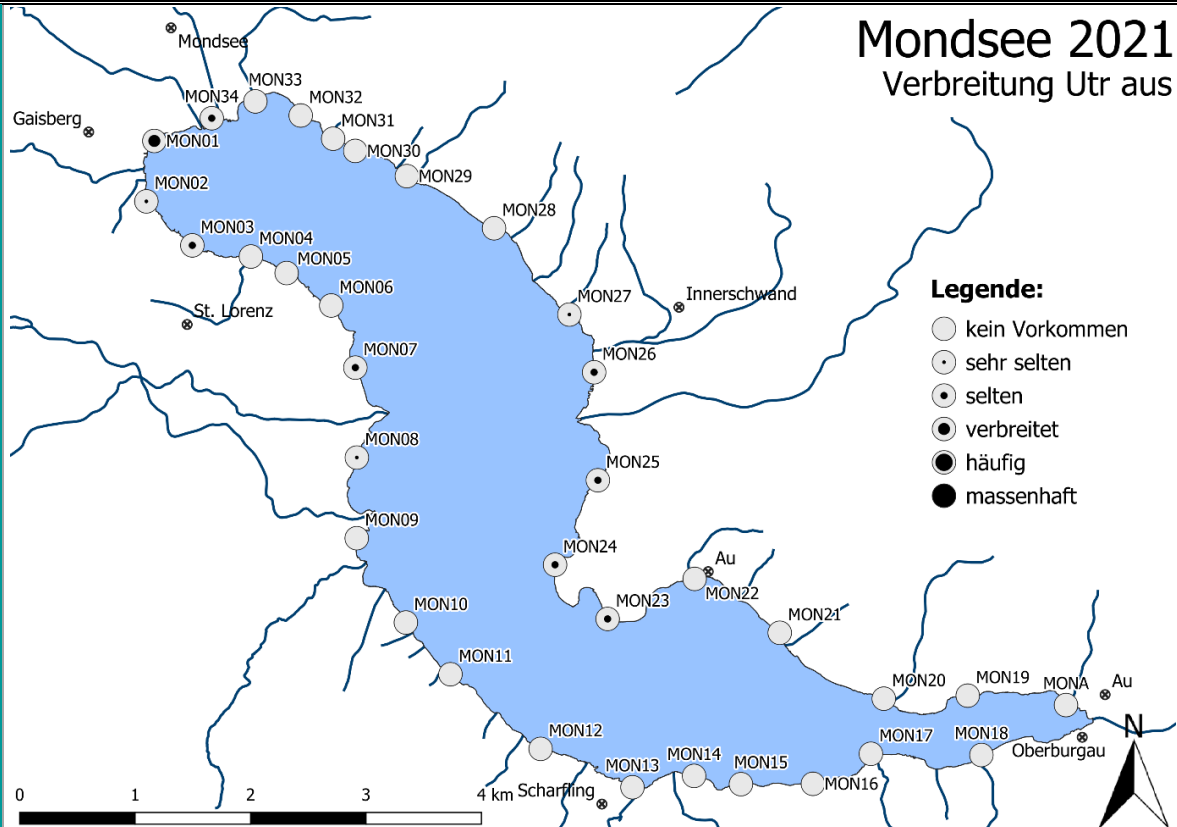 Mondsee 2021
Verbreitung Utr aus
Mondsee
Gaisberg
MON33
MON34
MON32
MON31
MON01
MON30
MON29
MON02
MON28
MON03
MON04
MON05
MON06
MON27
Innerschwand
St. Lorenz
MON07
MON26
MON08
MON25
MON09
MON24
Au
MON22
MON23
MON10
MON21
MON11
MON20
MON19
MONA
Au
MON12
MON17
MON18
Oberburgau
MON13
MON14
MON15
MON16
Scharfling
Legende:
kein Vorkommen
sehr selten
selten
verbreitet
häufig
massenhaft
N
0 1 2 3 4 km